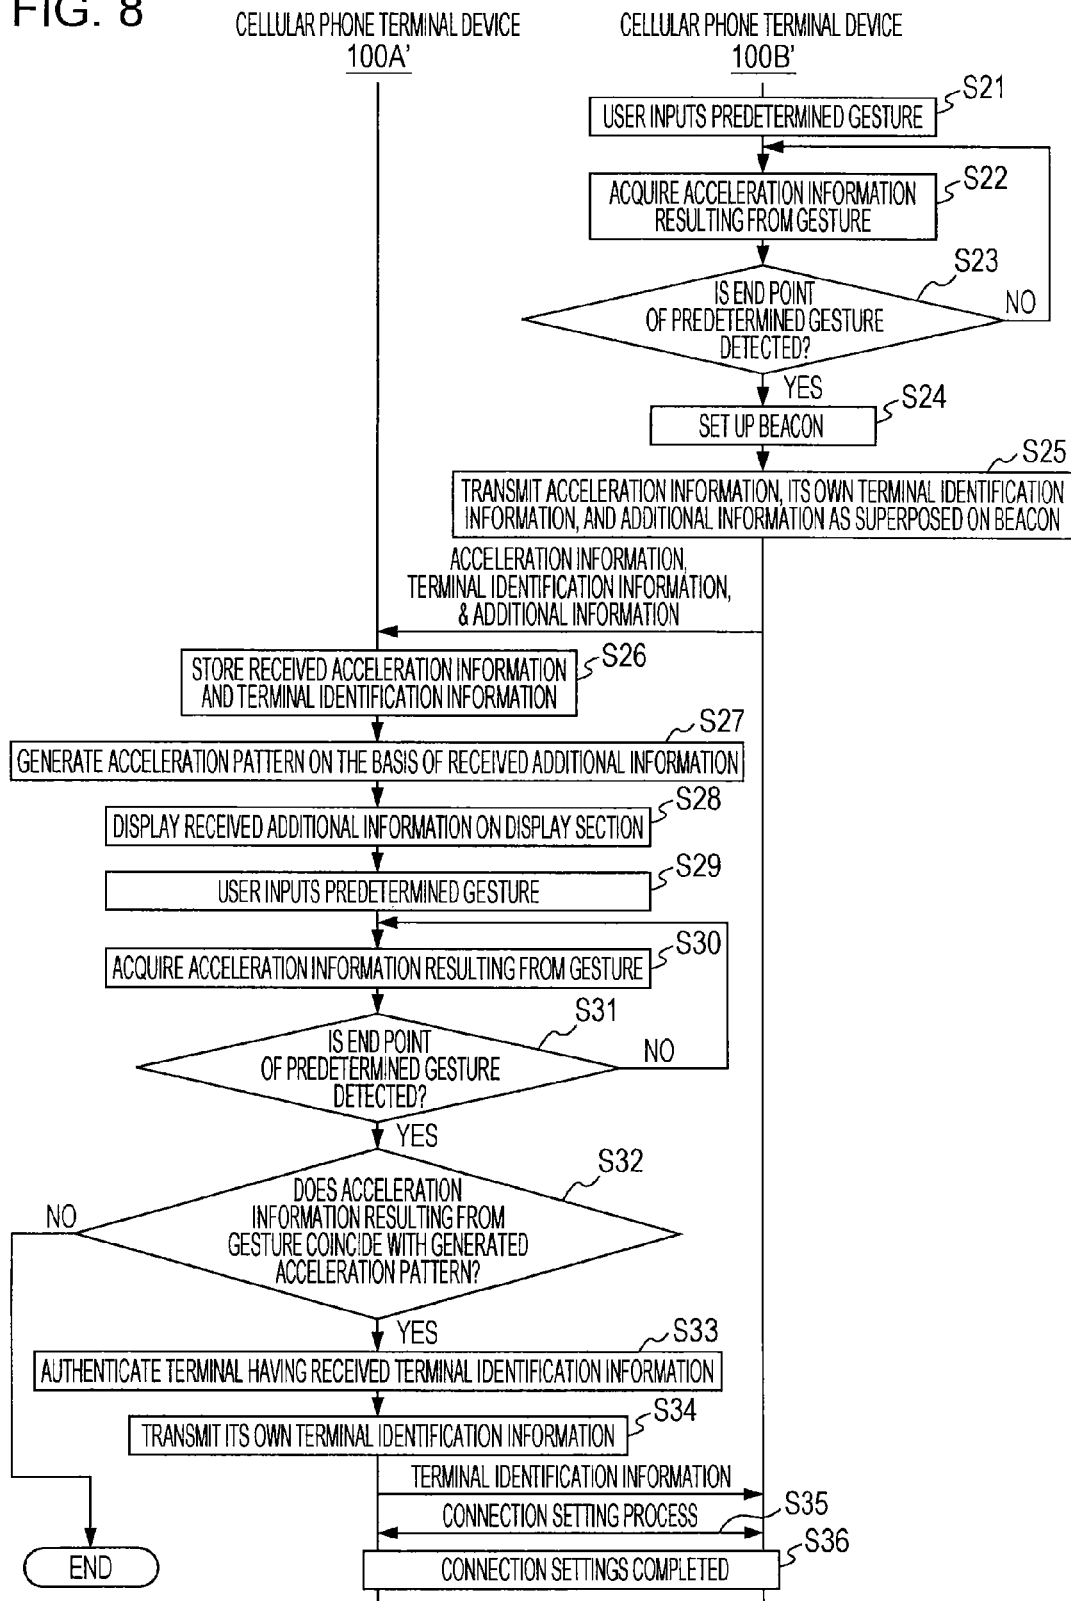 FIG. 8
CELLULAR PHONE TERMINAL DEVICE
100A'
CELLULAR PHONE TERMINAL DEVICE
100B'
S21
USER INPUTS PREDETERMINED GESTURE
S22
ACQUIRE ACCELERATION INFORMATION
RESULTING FROM GESTURE
S23
IS END POINT
OF PREDETERMINED GESTURE
DETECTED?
NO
YES
S24
SET UP BEACON
S25
TRANSMIT ACCELERATION INFORMATION, ITS OWN TERMINAL IDENTIFICATION
INFORMATION, AND ADDITIONAL INFORMATION AS SUPERPOSED ON BEACON
ACCELERATION INFORMATION,
TERMINAL IDENTIFICATION INFORMATION,
& ADDITIONAL INFORMATION
S26
STORE RECEIVED ACCELERATION INFORMATION
AND TERMINAL IDENTIFICATION INFORMATION
S27
GENERATE ACCELERATION PATTERN ON THE BASIS OF RECEIVED ADDITIONAL INFORMATION
S28
DISPLAY RECEIVED ADDITIONAL INFORMATION ON DISPLAY SECTION
S29
USER INPUTS PREDETERMINED GESTURE
S30
ACQUIRE ACCELERATION INFORMATION RESULTING FROM GESTURE
S31
IS END POINT
OF PREDETERMINED GESTURE
DETECTED?
NO
YES
S32
DOES ACCELERATION
INFORMATION RESULTING FROM
GESTURE COINCIDE WITH GENERATED
ACCELERATION PATTERN?
NO
YES
S33
AUTHENTICATE TERMINAL HAVING RECEIVED TERMINAL IDENTIFICATION INFORMATION
S34
TRANSMIT ITS OWN TERMINAL IDENTIFICATION INFORMATION
TERMINAL IDENTIFICATION INFORMATION
CONNECTION SETTING PROCESS
S35
S36
CONNECTION SETTINGS COMPLETED
END